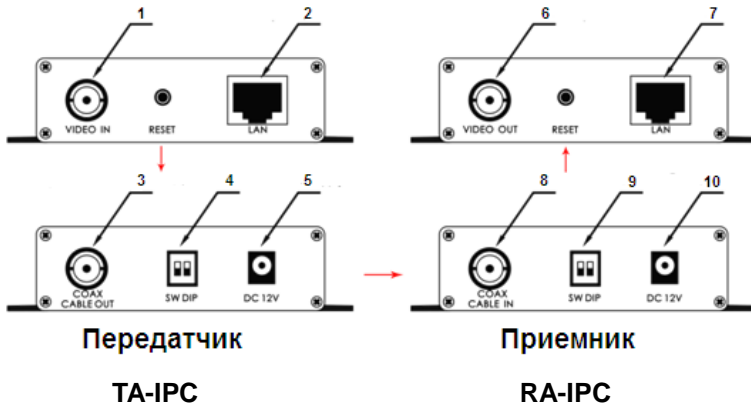 1 2 6 7
VIDEO IN RESET LAN VIDEO OUT RESET LAN
3 4 5 8 9 10
COAX CABLE OUT SW DIP DC 12V COAX CABLE IN SW DIP DC 12V
Передатчик Приемник
TA-IPC RA-IPC